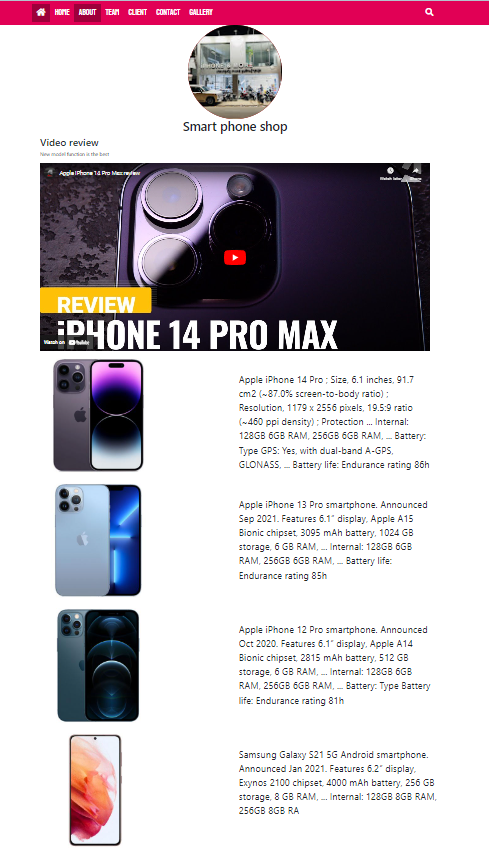 HOME ABOUT TEAM CLIENT CONTACT GALLERY
Smart phone shop
Video review
New model function is the best
Apple iPhone 14 Pro Max review
Watch later
REVIEW
iPHONE 14 PRO MAX
Watch on YouTube
Apple iPhone 14 Pro ; Size, 6.1 inches, 91.7
cm2 (~87.0% screen-to-body ratio) ;
Resolution, 1179 x 2556 pixels, 19.5:9 ratio
(~460 ppi density) ; Protection ... Internal:
128GB 6GB RAM, 256GB 6GB RAM, ... Battery:
Type GPS: Yes, with dual-band A-GPS,
GLONASS, ... Battery life: Endurance rating 86h
Apple iPhone 13 Pro smartphone. Announced
Sep 2021. Features 6.1″ display, Apple A15
Bionic chipset, 3095 mAh battery, 1024 GB
storage, 6 GB RAM, ... Internal: 128GB 6GB
RAM, 256GB 6GB RAM, ... Battery life:
Endurance rating 85h
Apple iPhone 12 Pro smartphone. Announced
Oct 2020. Features 6.1″ display, Apple A14
Bionic chipset, 2815 mAh battery, 512 GB
storage, 6 GB RAM, ... Internal: 128GB 6GB
RAM, 256GB 6GB RAM, ... Battery: Type Battery
life: Endurance rating 81h
Samsung Galaxy S21 5G Android smartphone.
Announced Jan 2021. Features 6.2″ display,
Exynos 2100 chipset, 4000 mAh battery, 256 GB
storage, 8 GB RAM, ... Internal: 128GB 8GB RAM,
256GB 8GB RA